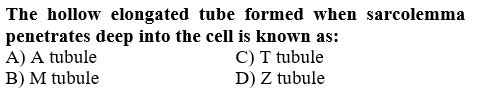 The hollow elongated tube formed when sarcolemma
penetrates deep into the cell is known as:
A) A tubule C) T tubule
B) M tubule D) Z tubule